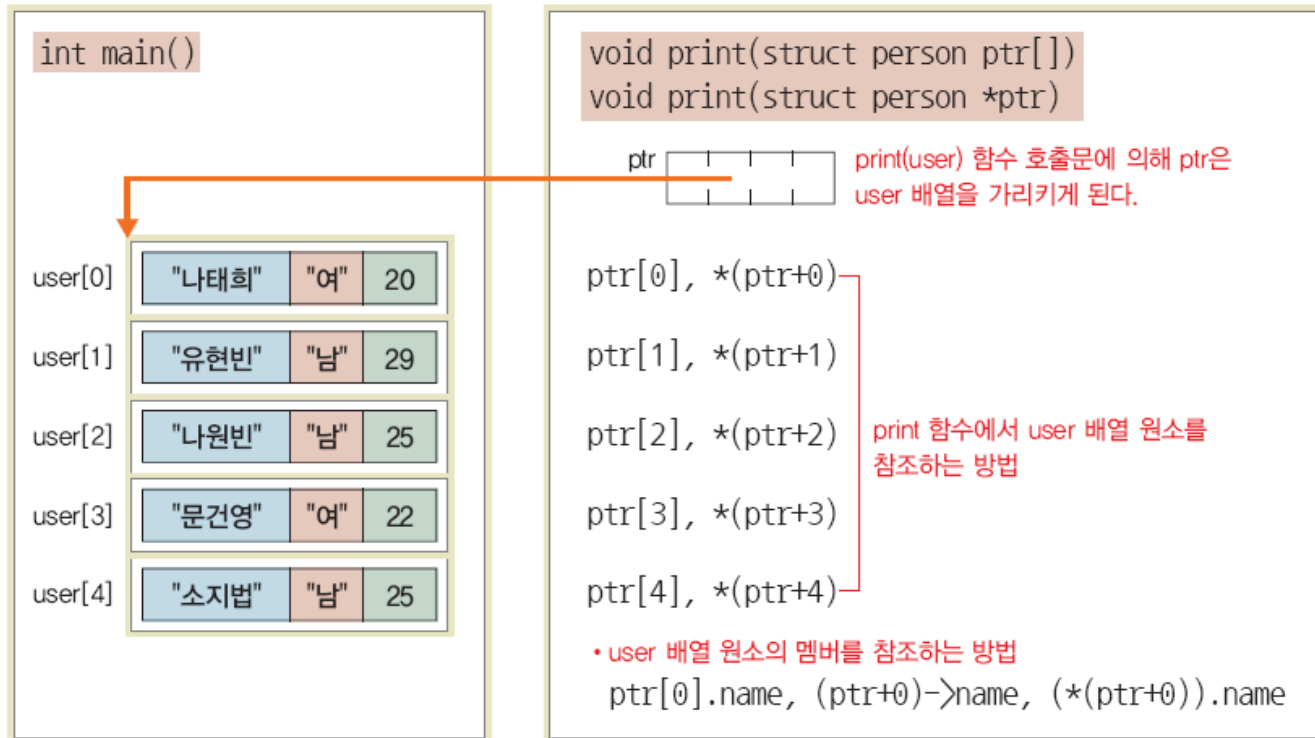 int main()
user[0] "나태희" "여" 20
user[1] "유현빈" "남" 29
user[2] "나원빈" "남" 25
user[3] "문건영" "여" 22
user[4] "소지법" "남" 25
void print(struct person ptr[])
void print(struct person *ptr)
ptr
print(user) 함수 호출문에 의해 ptr은
user 배열을 가리키게 된다.
ptr[0], *(ptr+0)
ptr[1], *(ptr+1)
ptr[2], *(ptr+2)
ptr[3], *(ptr+3)
ptr[4], *(ptr+4)
print 함수에서 user 배열 원소를
참조하는 방법
• user 배열 원소의 멤버를 참조하는 방법
ptr[0].name, (ptr+0)->name, (*(ptr+0)).name